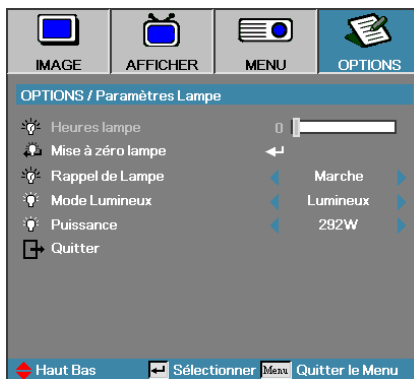 IMAGE AFFICHER MENU OPTIONS
OPTIONS / Paramètres Lampe
Heures lampe 0
Mise à zéro lampe
Rappel de Lampe Marche
Mode Lumineux Lumineux
Puissance 292W
Quitter
Haut Bas Sélectionner Menu Quitter le Menu